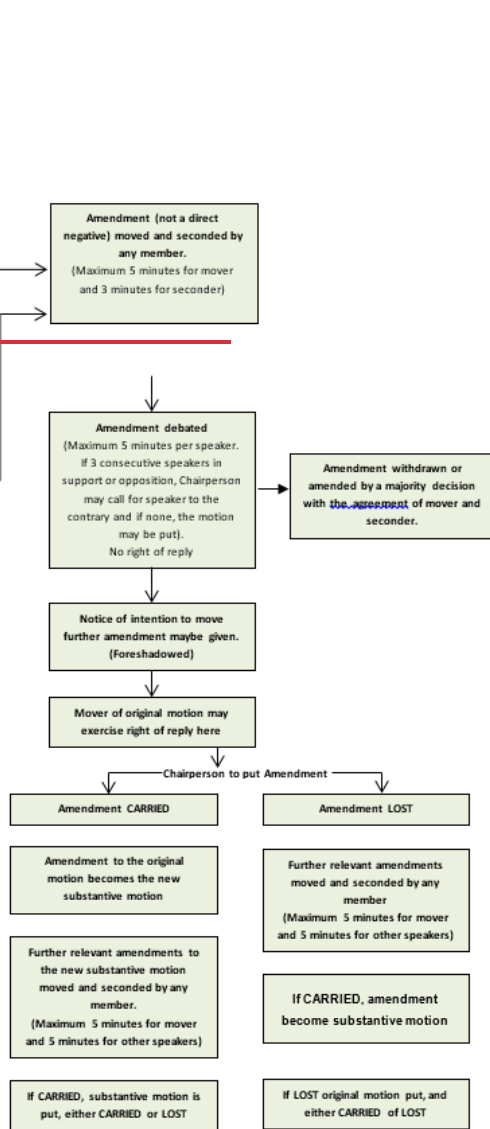 Amendment (not a direct
negative) moved and seconded by
any member.
(Maximum 5 minutes for mover
and 3 minutes for seconder)
Amendment debated
(Maximum 5 minutes per speaker.
If 3 consecutive speakers in
support or opposition, Chairperson
may call for speaker to the
contrary and if none, the motion
may be put).
No right of reply
Amendment withdrawn or
amended by a majority decision
with the agreement of mover and
seconder.
Notice of intention to move
further amendment maybe given.
(Foreshadowed)
Mover of original motion may
exercise right of reply here
Chairperson to put Amendment
Amendment CARRIED
Amendment to the original
motion becomes the new
substantive motion
Further relevant amendments to
the new substantive motion
moved and seconded by any
member.
(Maximum 5 minutes for mover
and 5 minutes for other speakers)
If CARRIED, substantive motion is
put, either CARRIED or LOST
Amendment LOST
Further relevant amendments
moved and seconded by any
member
(Maximum 5 minutes for mover
and 5 minutes for other speakers)
If CARRIED, amendment
become substantive motion
If LOST original motion put, and
either CARRIED of LOST